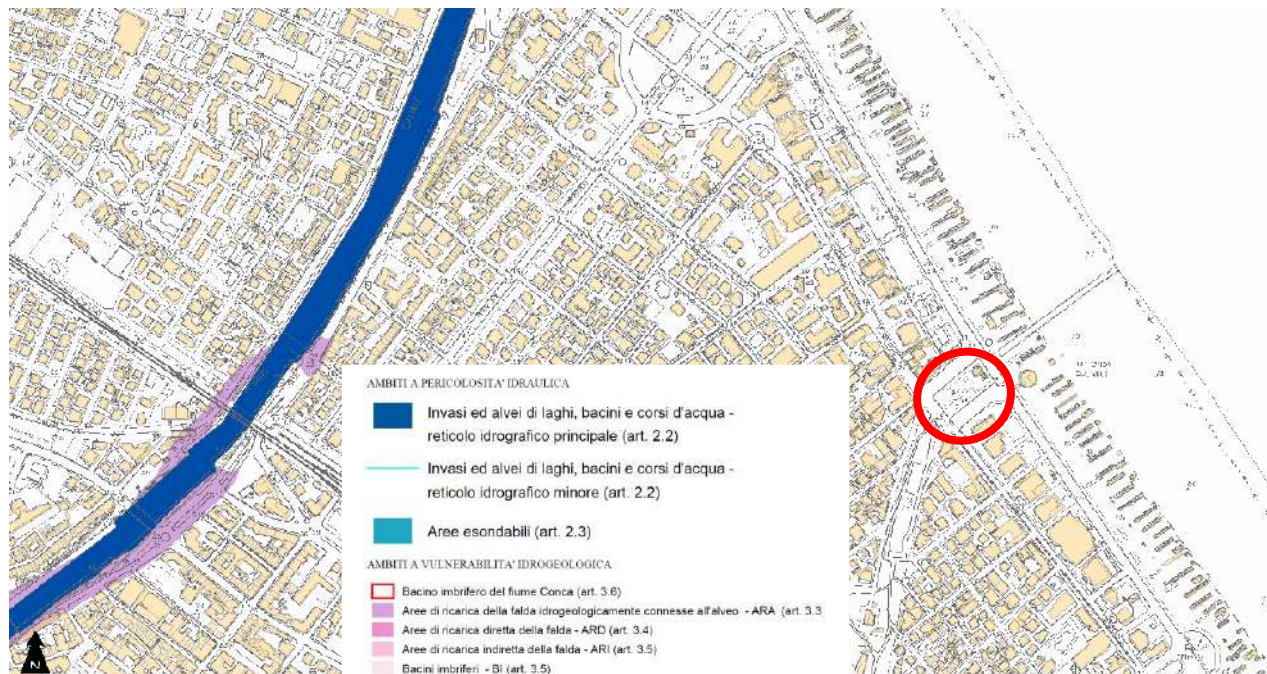 AMBITI A PERICOLOSITA' IDRAULICA
Invasi ed alvei di laghi, bacini e corsi d'acqua -
reticolo idrografico principale (art. 2.2)
Invasi ed alvei di laghi, bacini e corsi d'acqua -
reticolo idrografico minore (art. 2.2)
Aree esondabili (art. 2.3)
AMBITI A VULNERABILITA' IDROGEOLOGICA
Bacino imbrifero del fiume Conca (art. 3.6)
Aree di ricarica della falda idrogeologicamente connesse all'alveo - ARA (art. 3.3
Aree di ricarica diretta della falda - ARD (art. 3.4)
Aree di ricarica indiretta della falda - ARI (art. 3.5)
Bacini imbriferi - BI (art. 3.5)
N